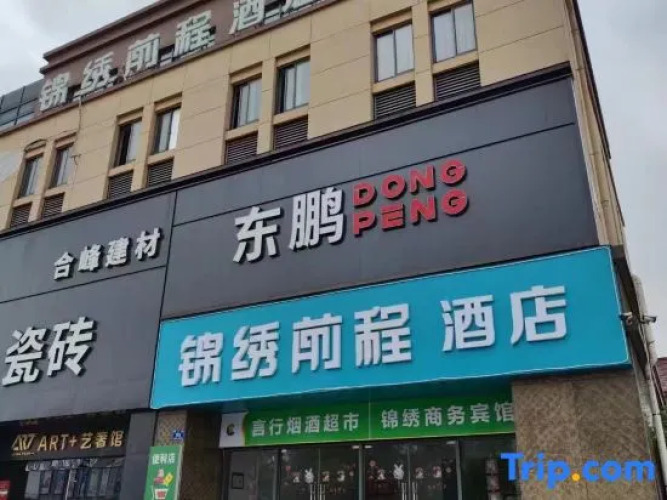 锦绣前程酒店
东鹏 DONG PENG
合峰建材
瓷砖
锦绣前程 酒店
ART+艺署馆
言行烟酒超市 | 锦绣商务宾馆
便利店
Trip.com